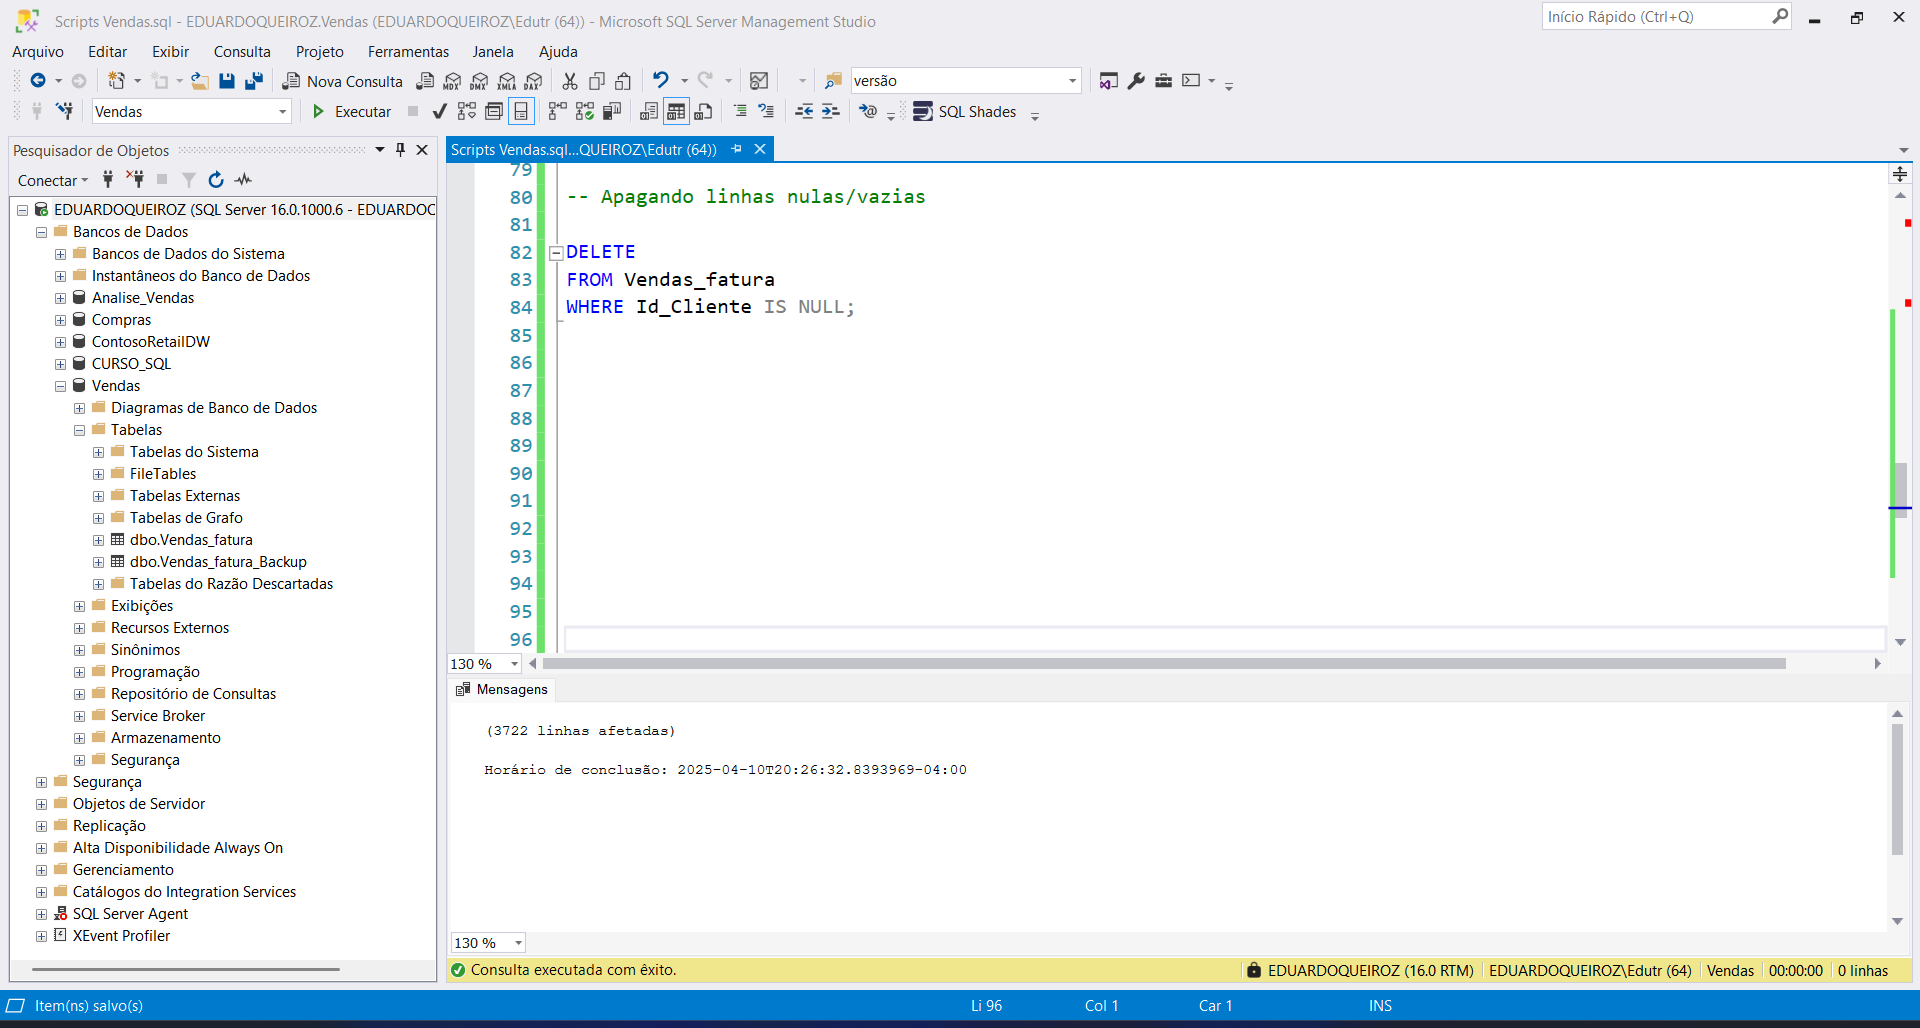 Scripts Vendas.sql - EDUARDOQUEIROZ.Vendas (EDUARDOQUEIROZ\Edutr (64)) - Microsoft SQL Server Management Studio
Início Rápido (Ctrl+Q)
Arquivo Editar Exibir Consulta Projeto Ferramentas Janela Ajuda
Nova Consulta MDX DMX XMLA DAX versão
Vendas Executar SQL Shades
Pesquisador de Objetos
Conectar
EDUARDOQUEIROZ (SQL Server 16.0.1000.6 - EDUARDOC
Bancos de Dados
Bancos de Dados do Sistema
Instantâneos do Banco de Dados
Analise_Vendas
Compras
ContosoRetailDW
CURSO_SQL
Vendas
Diagramas de Banco de Dados
Tabelas
Tabelas do Sistema
FileTables
Tabelas Externas
Tabelas de Grafo
dbo.Vendas_fatura
dbo.Vendas_fatura_Backup
Tabelas do Razão Descartadas
Exibições
Recursos Externos
Sinônimos
Programação
Repositório de Consultas
Service Broker
Armazenamento
Segurança
Segurança
Objetos de Servidor
Replicação
Alta Disponibilidade Always On
Gerenciamento
Catálogos do Integration Services
SQL Server Agent
XEvent Profiler
Scripts Vendas.sql...QUEIROZ\Edutr (64))
79
80 -- Apagando linhas nulas/vazias
81
82 DELETE
83 FROM Vendas_fatura
84 WHERE Id_Cliente IS NULL;
85
86
87
88
89
90
91
92
93
94
95
96
130 %
Mensagens
(3722 linhas afetadas)
Horário de conclusão: 2025-04-10T20:26:32.8393969-04:00
130 %
Consulta executada com êxito. EDUARDOQUEIROZ (16.0 RTM) EDUARDOQUEIROZ\Edutr (64) Vendas 00:00:00 0 linhas
Item(ns) salvo(s) Li 96 Col 1 Car 1 INS